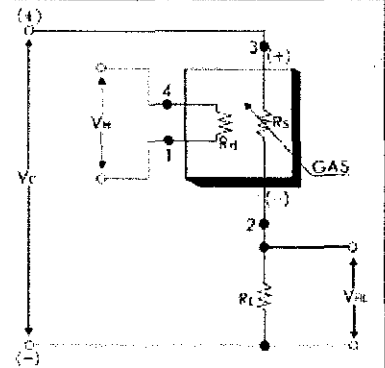 (+)
3
(+)
4
VH
RH
RS
1
GAS
VC
(-)
2
RL
VRL
(-)